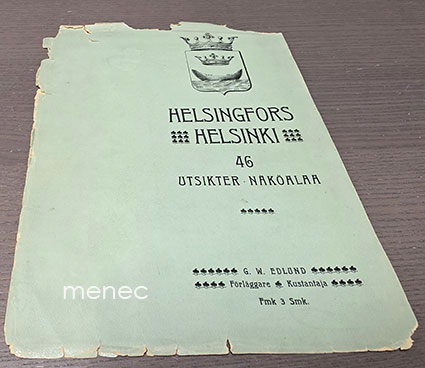 HELSINGFORS
HELSINKI
46
UTSIKTER · NÄKÖALAA
G. W. EDLUND
Förläggare Kustantaja
Fmk 3 Smk.
menec